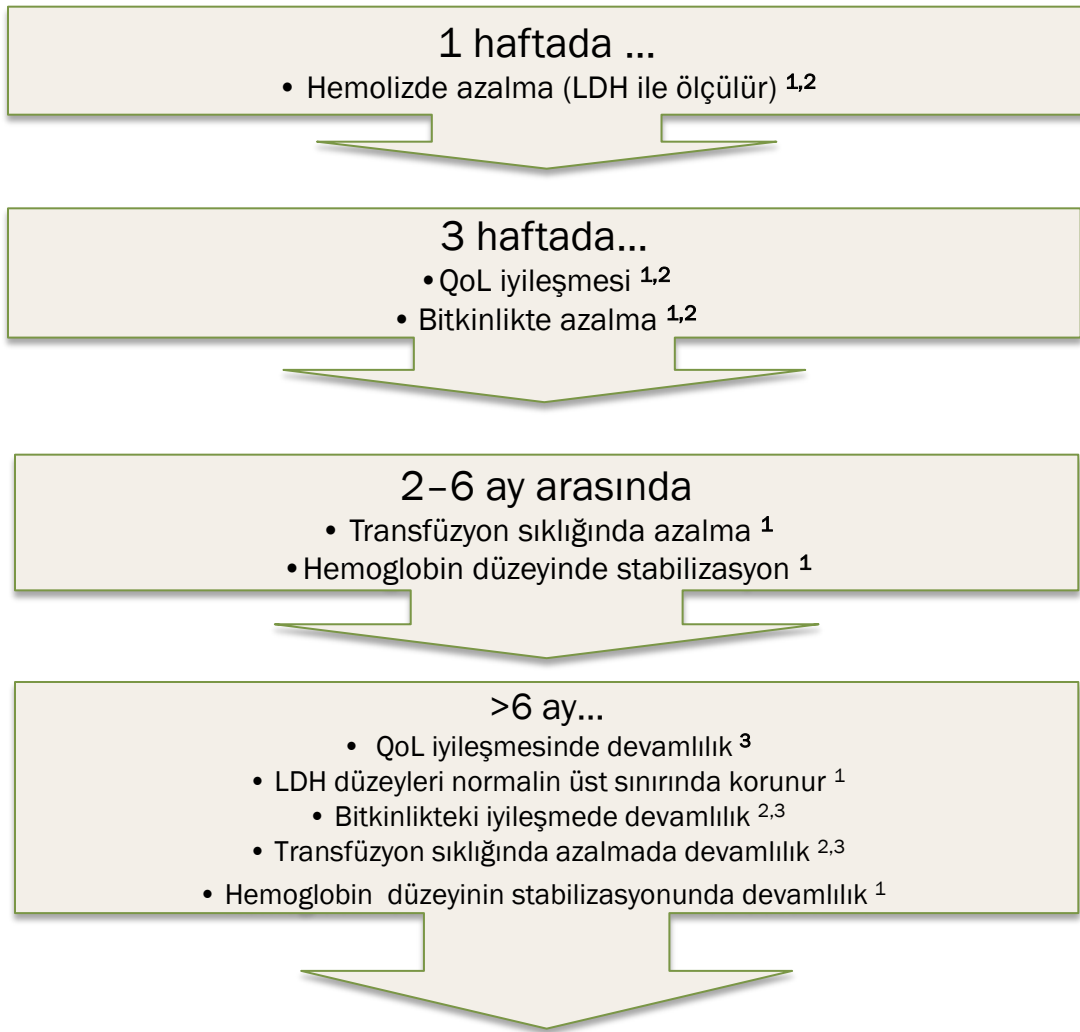 1 haftada ...
• Hemolizde azalma (LDH ile ölçülür) 1,2
3 haftada...
•QoL iyileşmesi 1,2
• Bitkinlikte azalma 1,2
2–6 ay arasında
• Transfüzyon sıklığında azalma 1
•Hemoglobin düzeyinde stabilizasyon 1
>6 ay...
• QoL iyileşmesinde devamlılık 3
• LDH düzeyleri normalin üst sınırında korunur 1
• Bitkinlikteki iyileşmede devamlılık 2,3
• Transfüzyon sıklığında azalmada devamlılık 2,3
• Hemoglobin düzeyinin stabilizasyonunda devamlılık 1